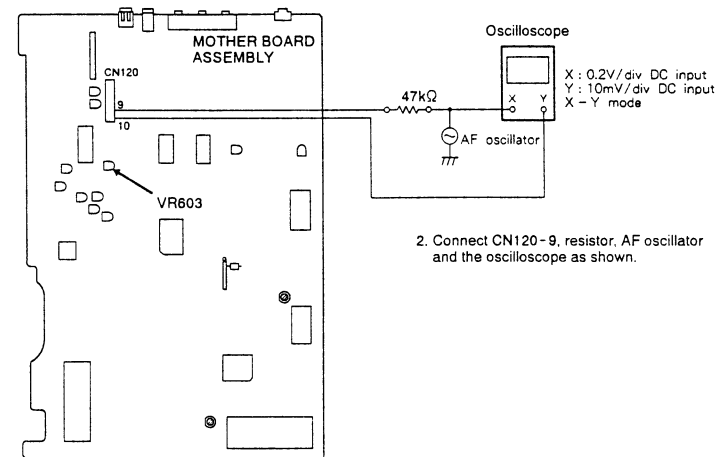 Oscilloscope
MOTHER BOARD
ASSEMBLY
CN120
X : 0.2V/div DC input
Y : 10mV/div DC input
X - Y mode
47kΩ
X Y
9
10
AF oscillator
VR603
2. Connect CN120-9, resistor, AF oscillator
and the oscilloscope as shown.